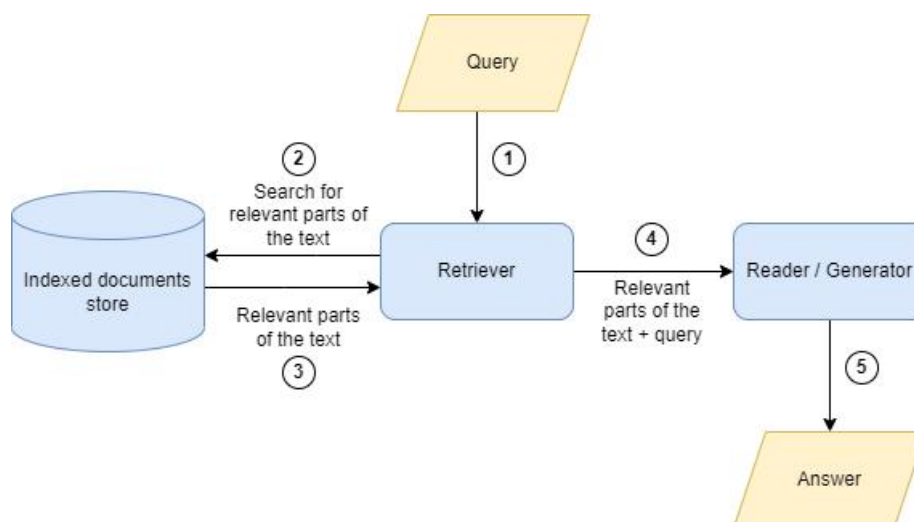 Query
1
2
Search for
relevant parts of
the text
Indexed documents
store
Retriever
4
Reader / Generator
Relevant parts
of the text
3
Relevant
parts of the
text + query
5
Answer